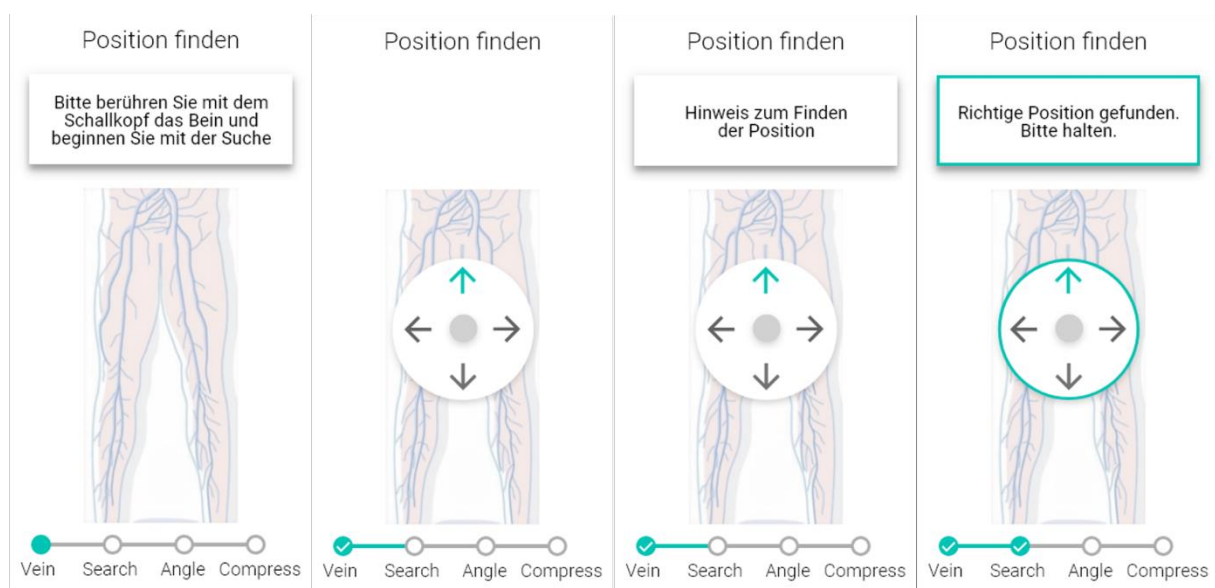 Position finden
Bitte berühren Sie mit dem
Schallkopf das Bein und
beginnen Sie mit der Suche
Vein Search Angle Compress
Position finden
Vein Search Angle Compress
Position finden
Hinweis zum Finden
der Position
Vein Search Angle Compress
Position finden
Richtige Position gefunden.
Bitte halten.
Vein Search Angle Compress